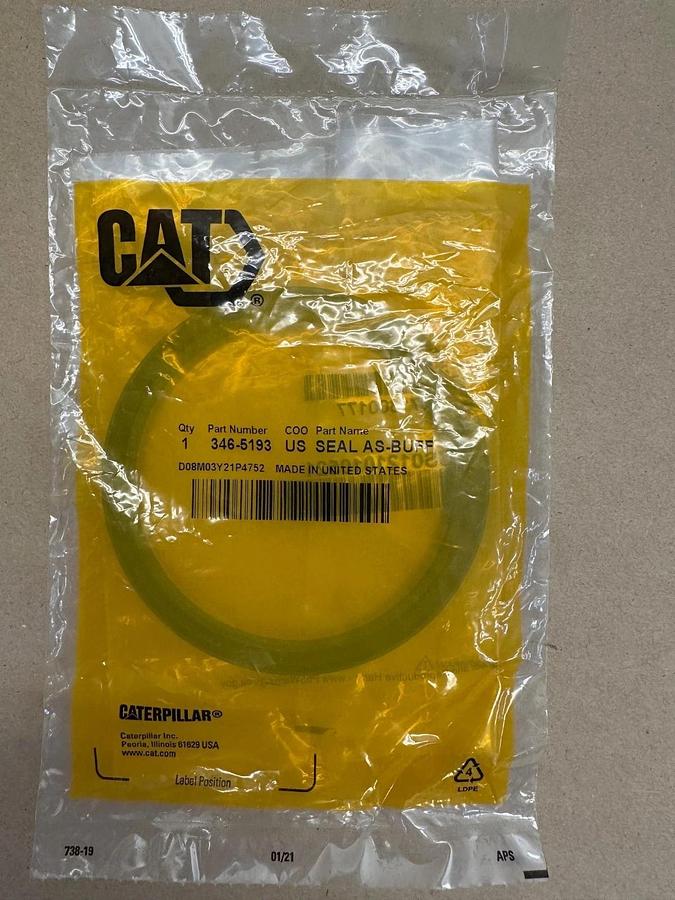 CAT®
Qty Part Number COO Part Name
1 346-5193 US SEAL AS-BUFF
D08M03Y21P4752 MADE IN UNITED STATES
CATERPILLAR®
Caterpillar Inc.
Peoria, Illinois 61629 USA
www.cat.com
Label Position
4
LDPE
738-19 01/21 APS